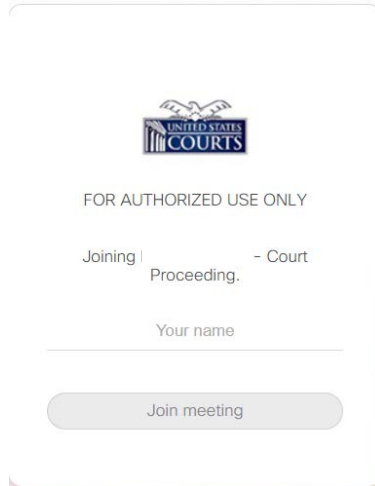 UNITED STATES
COURTS
FOR AUTHORIZED USE ONLY
Joining - Court
Proceeding.
Your name
Join meeting